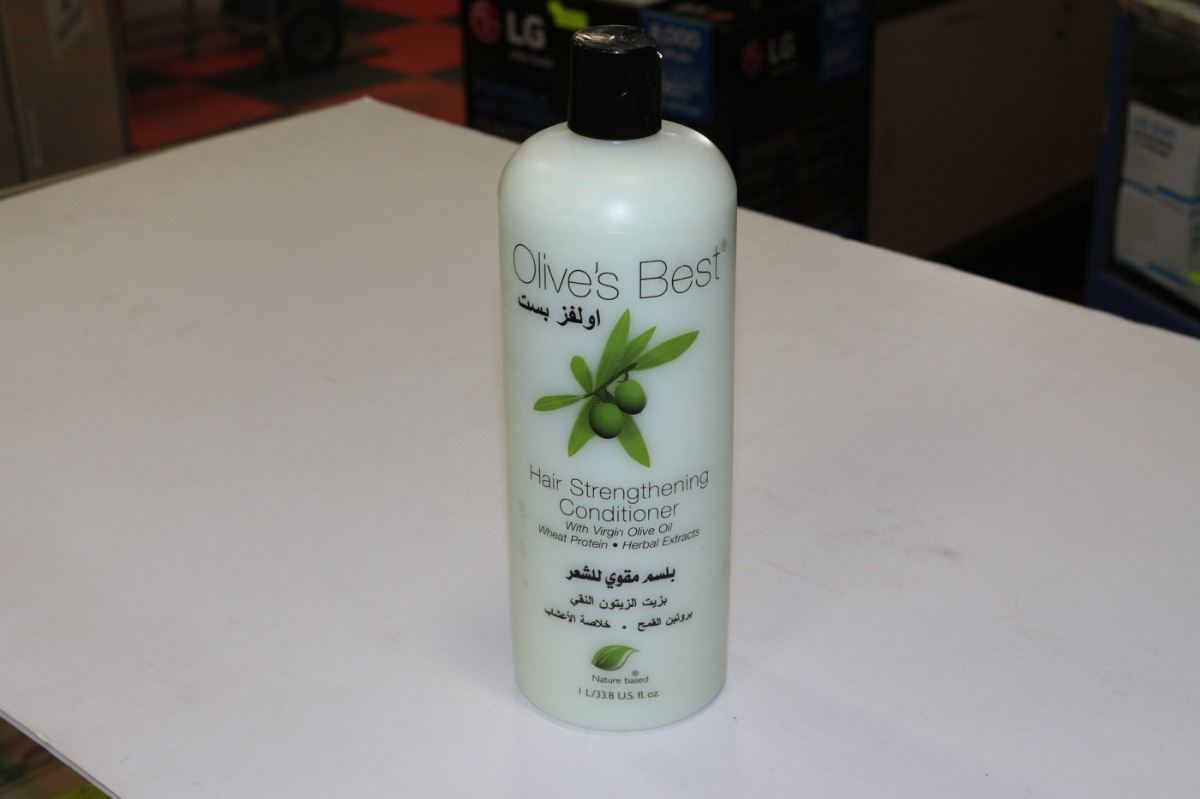 LG
LG
Olive's Best®
اولفز بست
Hair Strengthening
Conditioner
With Virgin Olive Oil
Wheat Protein • Herbal Extracts
بلسم مقوي للشعر
بزيت الزيتون النقي
بروتين القمح • خلاصة الأعشاب
Nature based®
1 L/33.8 U.S. fl. oz.